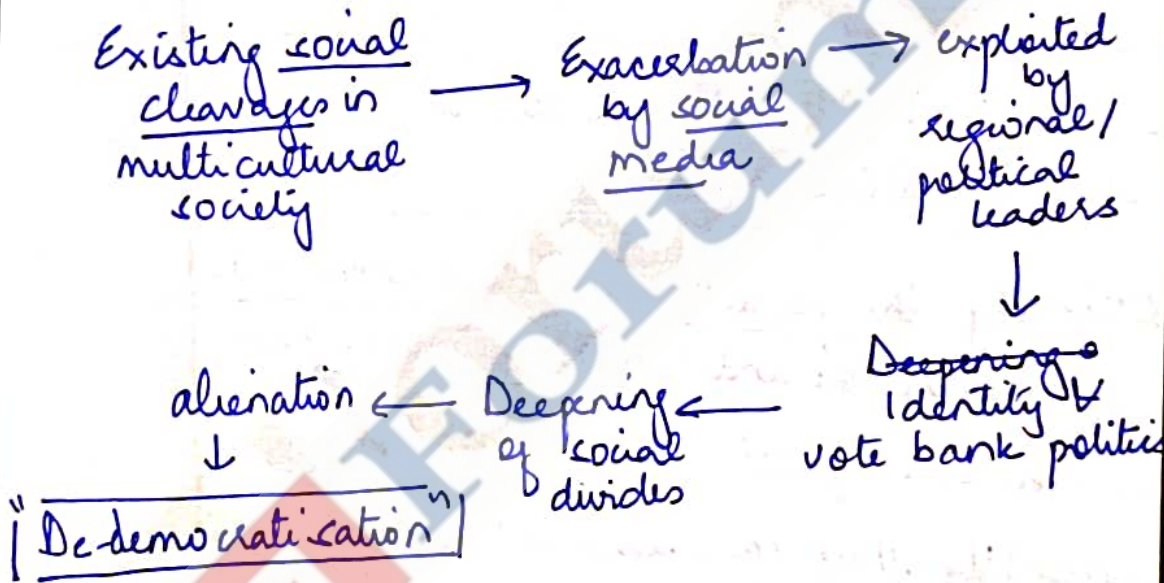 Existing social
cleavages in
multicultural
society
→ Exacerbation
by social
media
→ exploited
by
regional/
political
leaders
↓
Deepening o
Identity &
vote bank politics
← Deepening
of social
divides
← alienation
↓
"De-democratisation"
Forum